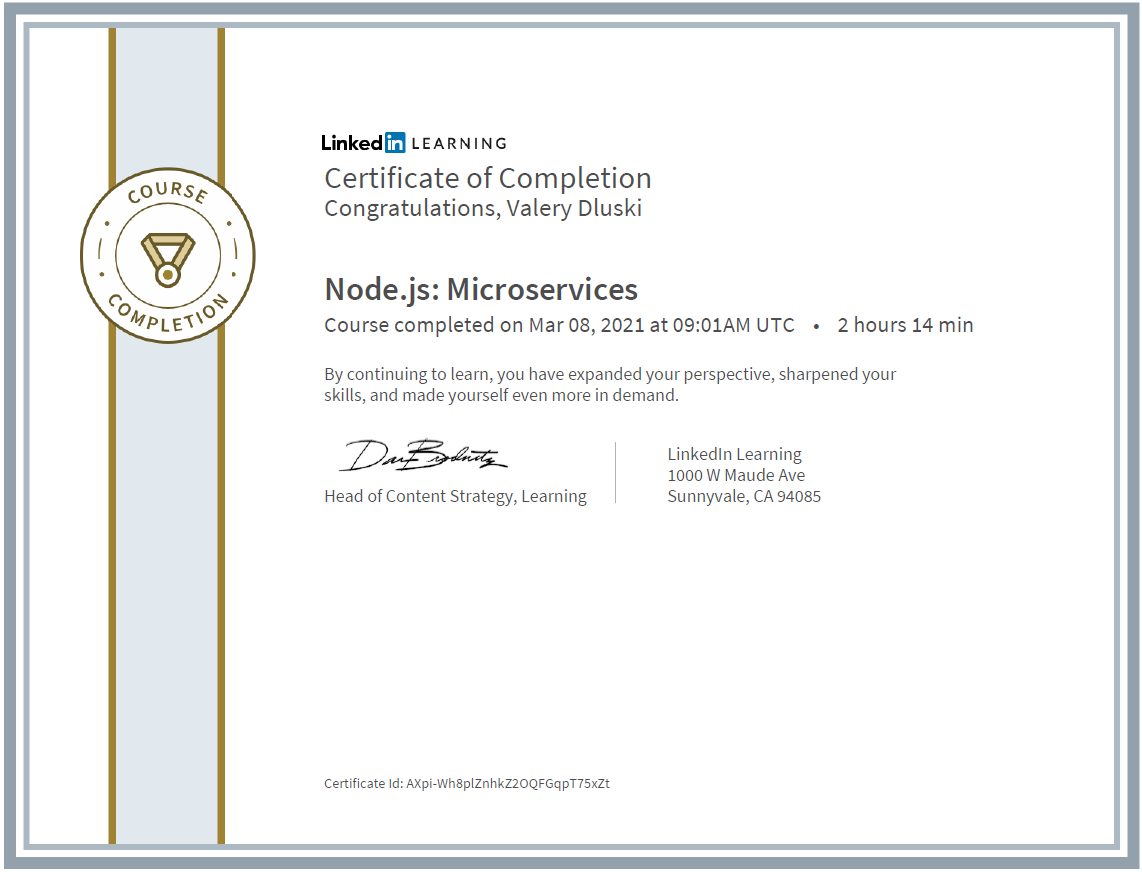 COURSE
COMPLETION
Linkedin LEARNING
Certificate of Completion
Congratulations, Valery Dluski
Node.js: Microservices
Course completed on Mar 08, 2021 at 09:01AM UTC • 2 hours 14 min
By continuing to learn, you have expanded your perspective, sharpened your
skills, and made yourself even more in demand.
Head of Content Strategy, Learning
LinkedIn Learning
1000 W Maude Ave
Sunnyvale, CA 94085
Certificate Id: AXpi-Wh8plZnhkZ2OQFGqpT75xZt